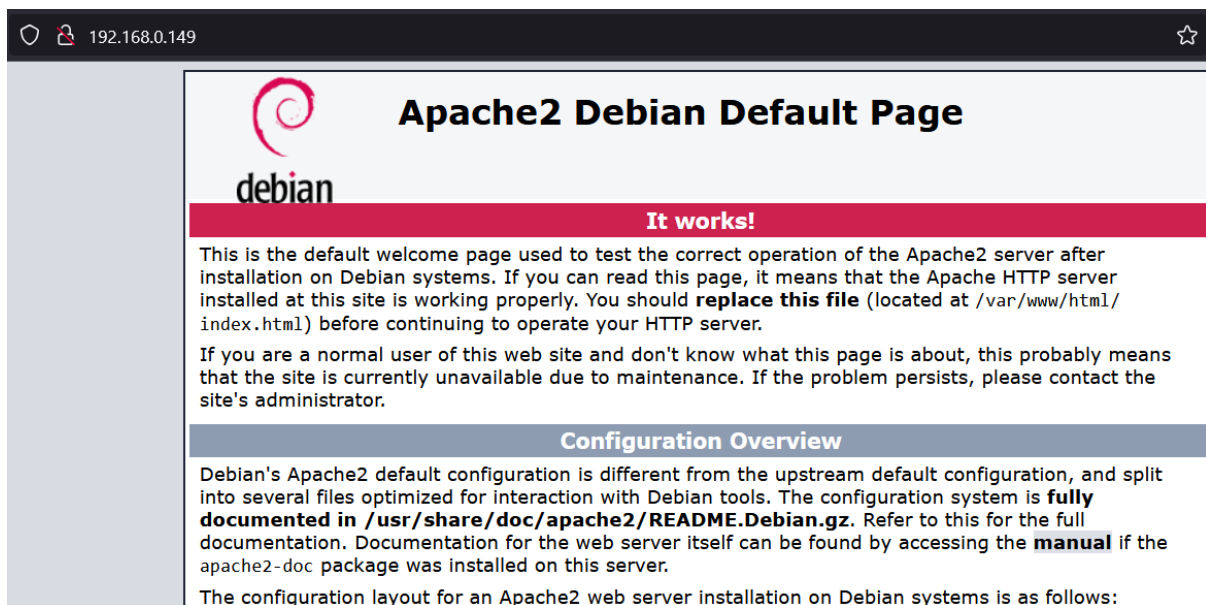 192.168.0.149
Apache2 Debian Default Page
debian
It works!
This is the default welcome page used to test the correct operation of the Apache2 server after
installation on Debian systems. If you can read this page, it means that the Apache HTTP server
installed at this site is working properly. You should replace this file (located at /var/www/html/
index.html) before continuing to operate your HTTP server.
If you are a normal user of this web site and don't know what this page is about, this probably means
that the site is currently unavailable due to maintenance. If the problem persists, please contact the
site's administrator.
Configuration Overview
Debian's Apache2 default configuration is different from the upstream default configuration, and split
into several files optimized for interaction with Debian tools. The configuration system is fully
documented in /usr/share/doc/apache2/README.Debian.gz. Refer to this for the full
documentation. Documentation for the web server itself can be found by accessing the manual if the
apache2-doc package was installed on this server.
The configuration layout for an Apache2 web server installation on Debian systems is as follows: